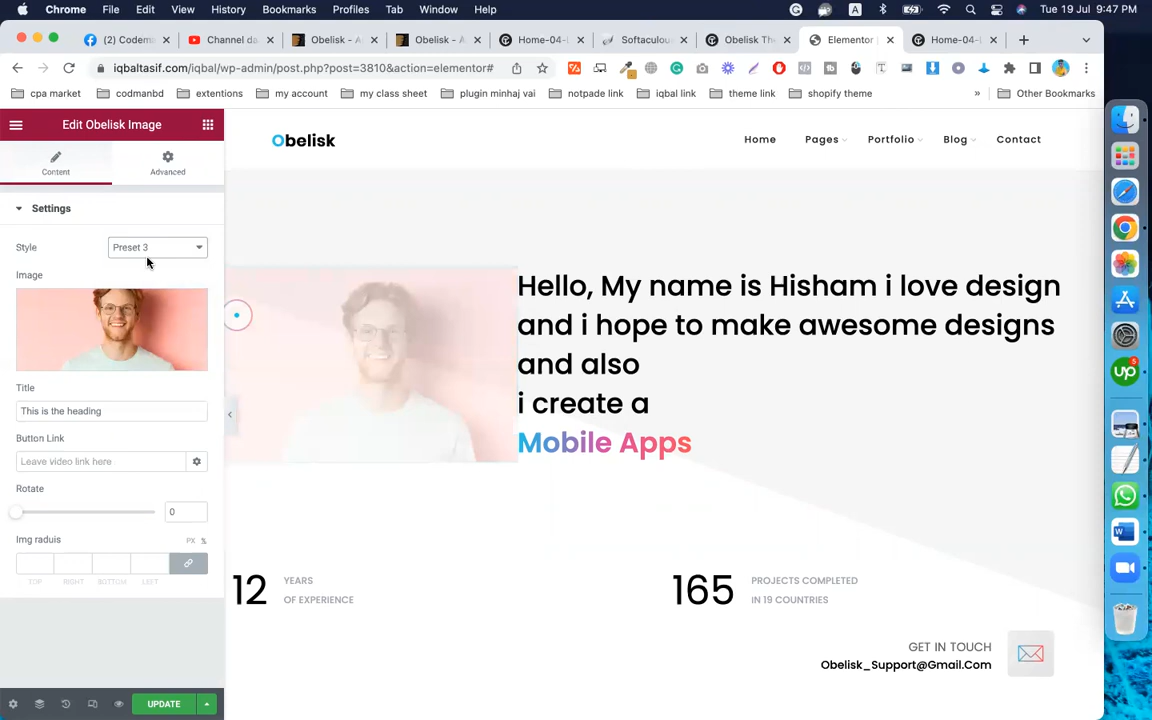 Chrome File Edit View History Bookmarks Profiles Tab Window Help
A
Tue 19 Jul 9:47 PM
(2) Codem
Channel da
Obelisk - A
Obelisk - A
Home-04-
Softaculous
Obelisk Th
Elementor
Home-04-L
iqbaltasif.com/iqbal/wp-admin/post.php?post=3810&action=elementor#
cpa market
codmanbd
extentions
my account
my class sheet
plugin minhaj vai
notpade link
iqbal link
theme link
shopify theme
»
Other Bookmarks
Edit Obelisk Image
Content
Advanced
Settings
Style
Preset 3
Image
Title
This is the heading
Button Link
Leave video link here
Rotate
0
Img raduis
PX %
TOP RIGHT BOTTOM LEFT
UPDATE
Obelisk
Home Pages Portfolio Blog Contact
Hello, My name is Hisham i love design
and i hope to make awesome designs
and also
i create a
Mobile Apps
12 YEARS
OF EXPERIENCE
165 PROJECTS COMPLETED
IN 19 COUNTRIES
GET IN TOUCH
Obelisk_Support@Gmail.Com
up
5
W